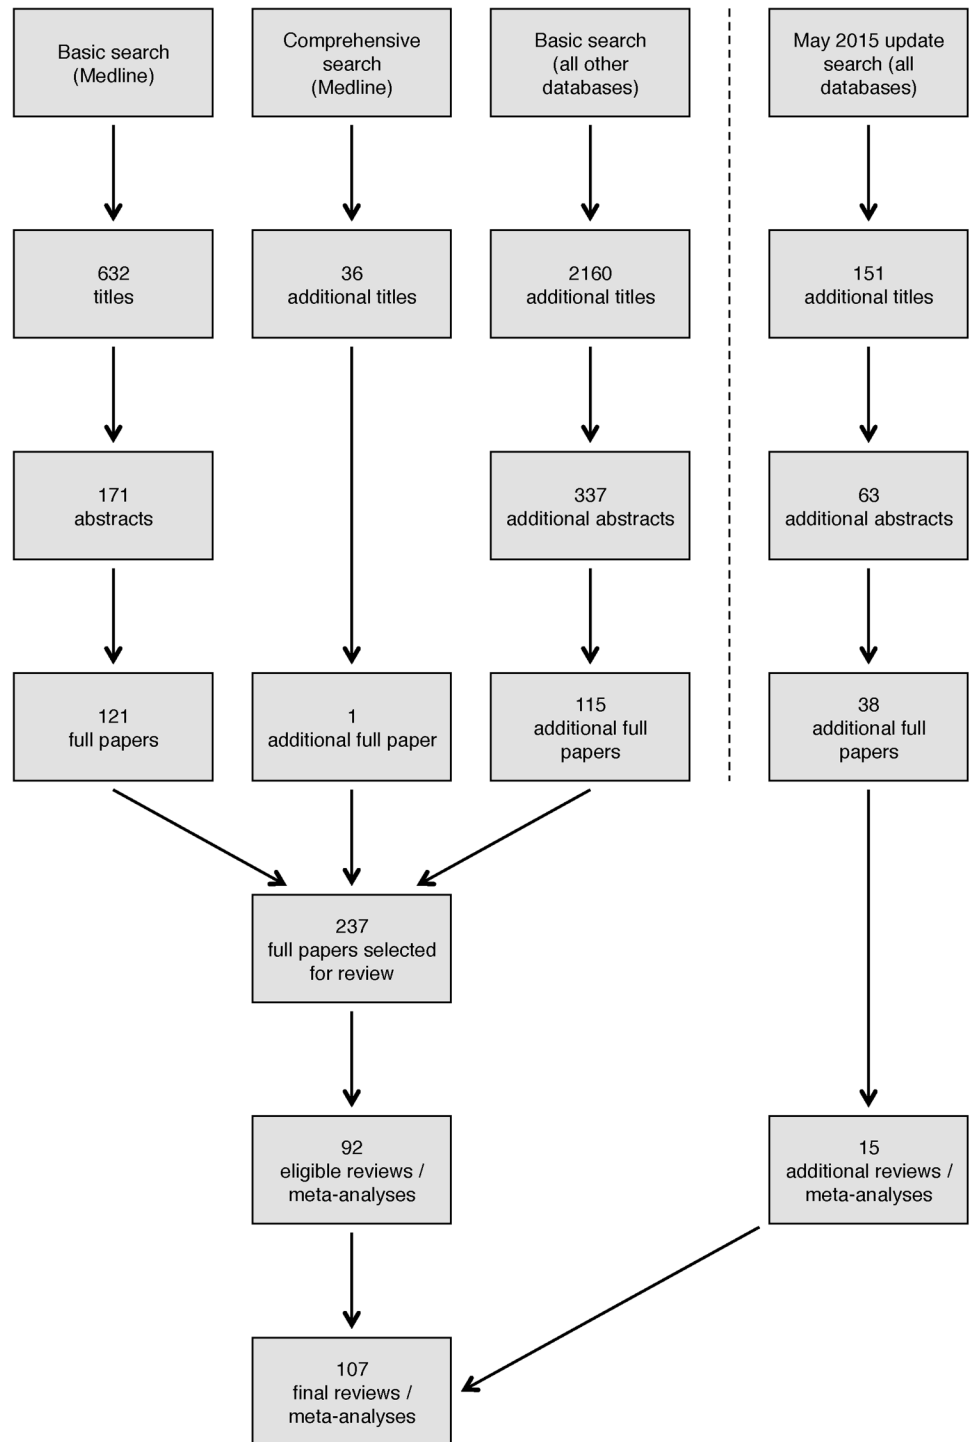 Basic search
(Medline)
Comprehensive
search
(Medline)
Basic search
(all other
databases)
May 2015 update
search (all
databases)
632
titles
36
additional titles
2160
additional titles
151
additional titles
171
abstracts
337
additional abstracts
63
additional abstracts
121
full papers
1
additional full paper
115
additional full
papers
38
additional full
papers
237
full papers selected
for review
92
eligible reviews /
meta-analyses
15
additional reviews /
meta-analyses
107
final reviews /
meta-analyses